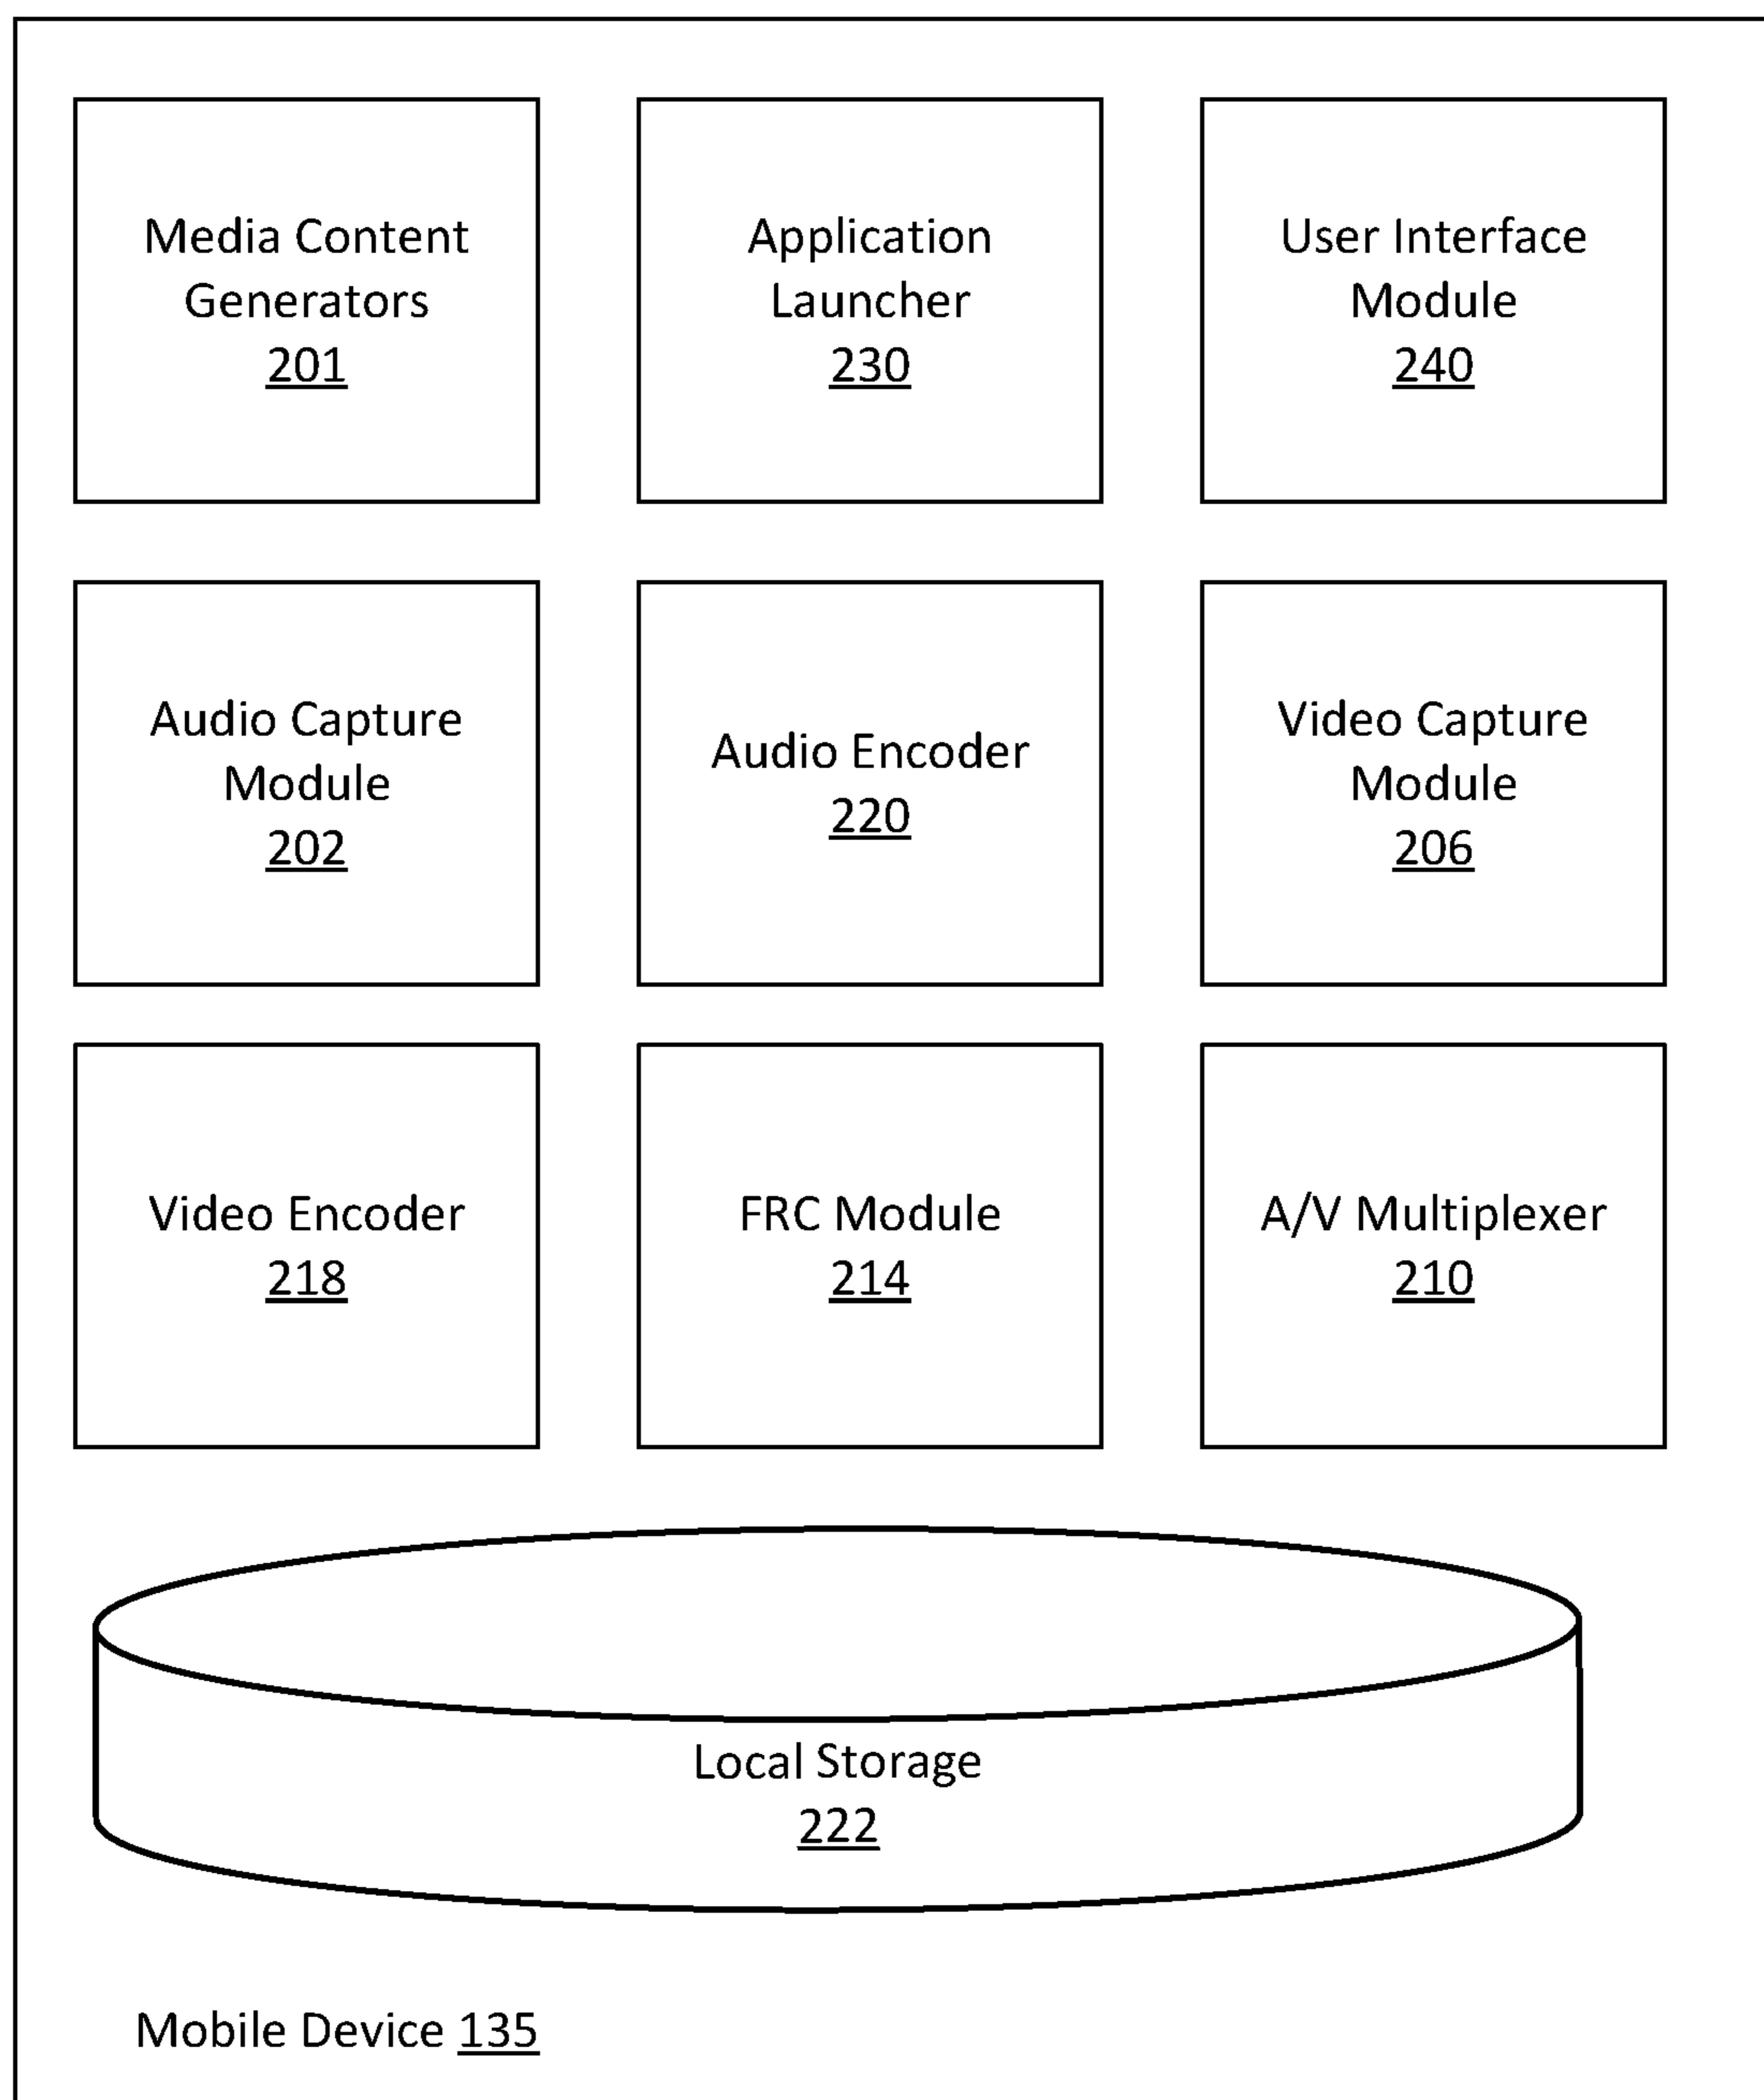 Media Content
Generators
201
Application
Launcher
230
User Interface
Module
240
Audio Capture
Module
202
Audio Encoder
220
Video Capture
Module
206
Video Encoder
218
FRC Module
214
A/V Multiplexer
210
Local Storage
222
Mobile Device 135